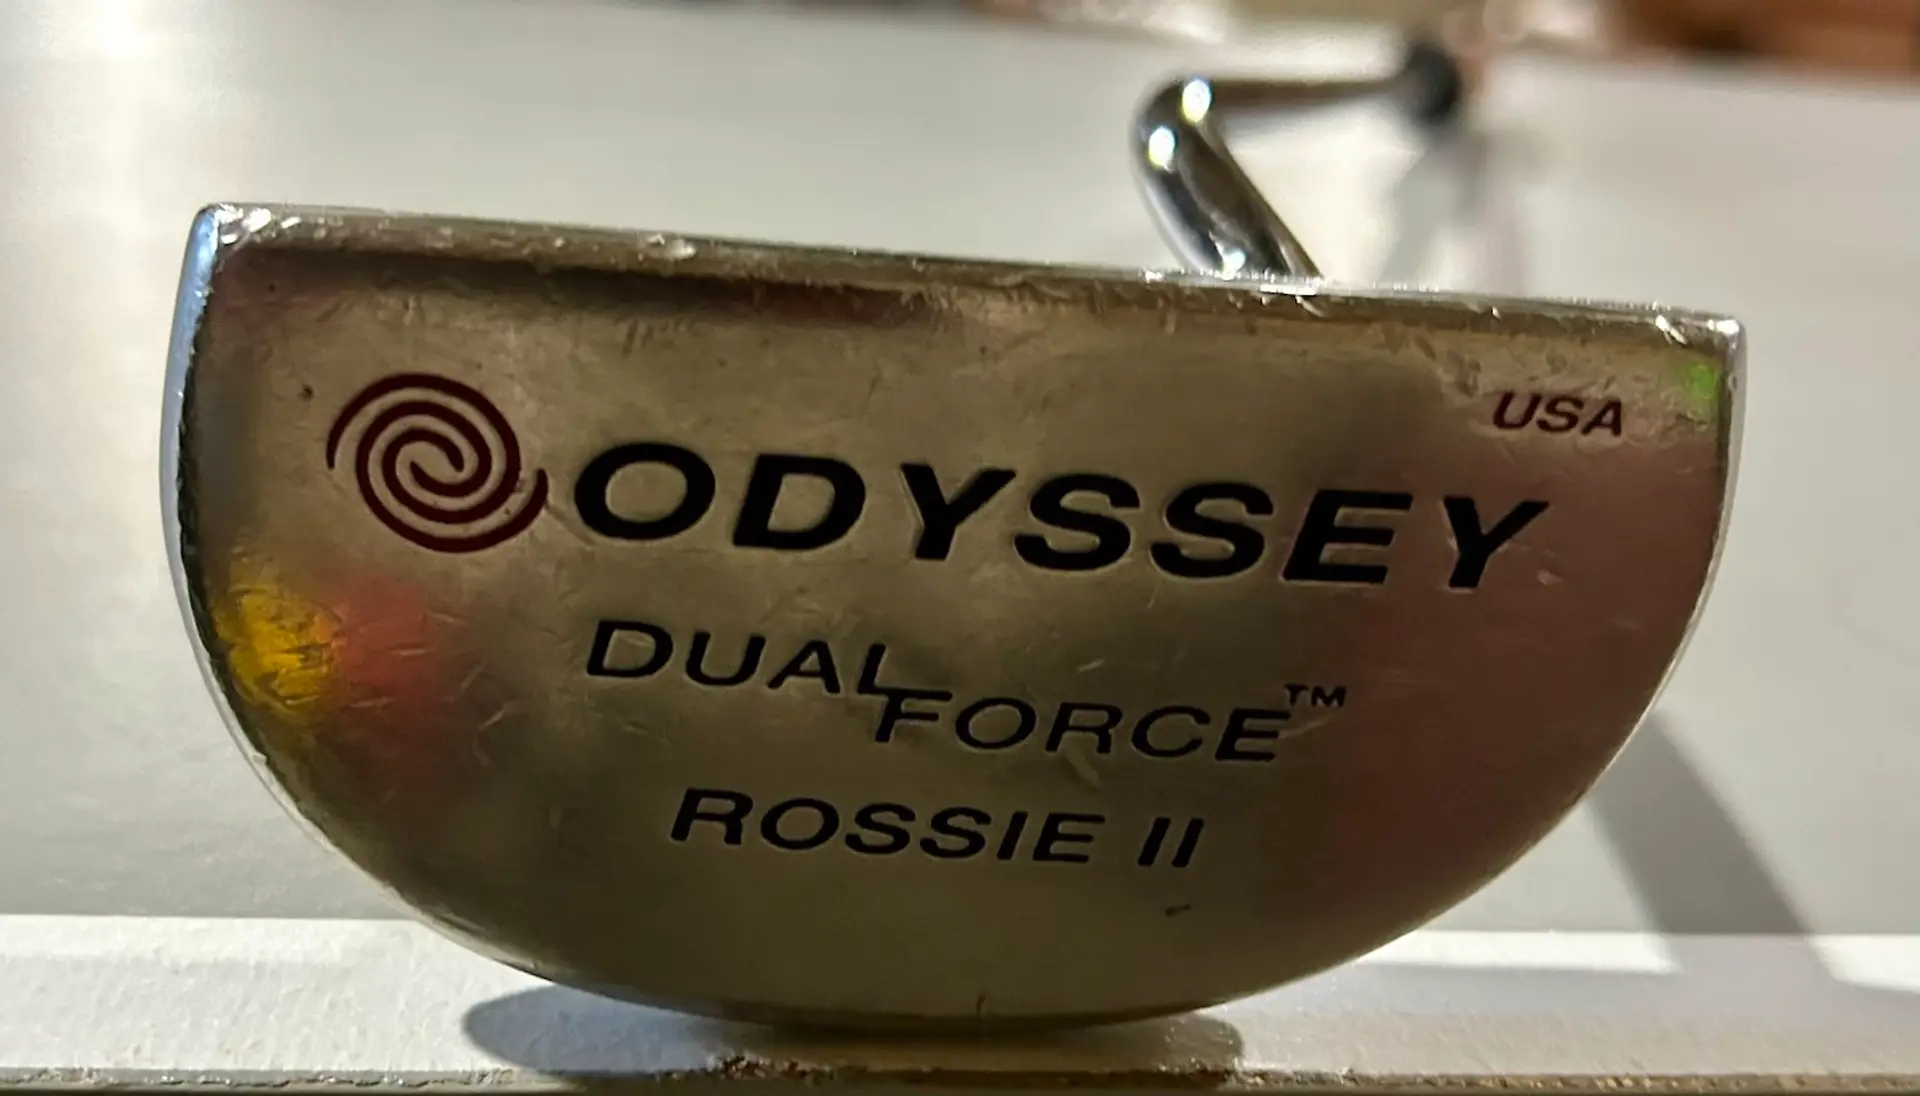 USA
ODYSSEY
DUAL FORCE™
ROSSIE II